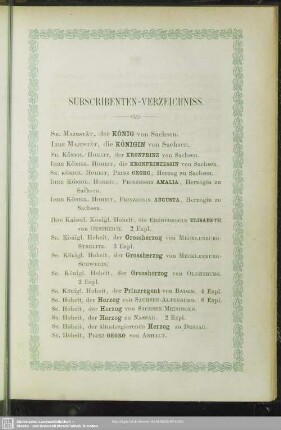 SUBSCRIBENTEN-VERZEICHNISS.
SE. MAJESTÄT, der KÖNIG von Sachsen.
IHRE MAJESTÄT, die KÖNIGIN von Sachsen.
SE. KÖNIGL. HOHEIT, der KRONPRINZ von Sachsen.
IHRE KÖNIGL. HOHEIT, die KRONPRINZESSIN von Sachsen.
SE. KÖNIGL. HOHEIT, PRINZ GEORG, Herzog zu Sachsen.
IHRE KÖNIGL. HOHEIT, PRINZESSIN AMALIA, Herzogin zu
Sachsen.
IHRE KÖNIGL. HOHEIT, PRINZESSIN AUGUSTA, Herzogin zu
Sachsen.
Ihre Kaiserl. Königl. Hoheit, die ERZHERZOGIN ELISABETH
von OESTREICH. 2 Expl.
Se. Königl. Hoheit, der Grossherzog von MECKLENBURG-
STRELITZ. 3 Expl.
Se. Königl. Hoheit, der Grossherzog von MECKLENBURG-
SCHWERIN.
Se. Königl. Hoheit, der Grossherzog von OLDENBURG.
2 Expl.
Se. Königl. Hoheit, der Prinzregent von BADEN. 4 Expl.
Se. Hoheit, der Herzog von SACHSEN-ALTENBURG. 6 Expl.
Se. Hoheit, der Herzog von SACHSEN-MEININGEN.
Se. Hoheit, der Herzog zu NASSAU. 2 Expl.
Se. Hoheit, der ältestregierende Herzog zu DESSAU.
Se. Hoheit, PRINZ GEORG von ANHALT.